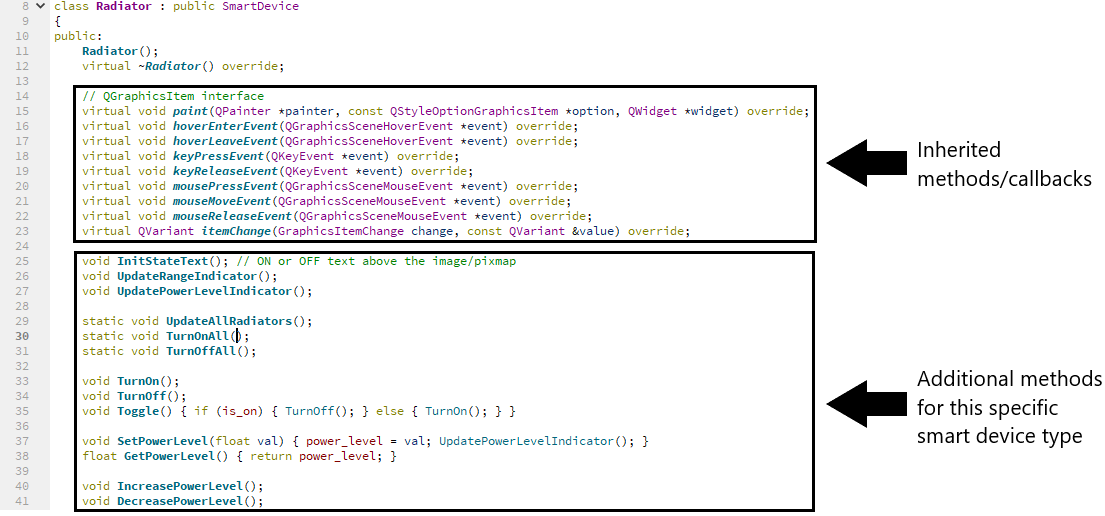 8 class Radiator : public SmartDevice
9 {
10 public:
11 Radiator();
12 virtual ~Radiator() override;
13
14 // QGraphicsItem interface
15 virtual void paint(QPainter *painter, const QStyleOptionGraphicsItem *option, QWidget *widget) override;
16 virtual void hoverEnterEvent(QGraphicsSceneHoverEvent *event) override;
17 virtual void hoverLeaveEvent(QGraphicsSceneHoverEvent *event) override;
18 virtual void keyPressEvent(QKeyEvent *event) override;
19 virtual void keyReleaseEvent(QKeyEvent *event) override;
20 virtual void mousePressEvent(QGraphicsSceneMouseEvent *event) override;
21 virtual void mouseMoveEvent(QGraphicsSceneMouseEvent *event) override;
22 virtual void mouseReleaseEvent(QGraphicsSceneMouseEvent *event) override;
23 virtual QVariant itemChange(GraphicsItemChange change, const QVariant &value) override;
24
25 void InitStateText(); // ON or OFF text above the image/pixmap
26 void UpdateRangeIndicator();
27 void UpdatePowerLevelIndicator();
28
29 static void UpdateAllRadiators();
30 static void TurnOnAll();
31 static void TurnOffAll();
32
33 void TurnOn();
34 void TurnOff();
35 void Toggle() { if (is_on) { TurnOff(); } else { TurnOn(); } }
36
37 void SetPowerLevel(float val) { power_level = val; UpdatePowerLevelIndicator(); }
38 float GetPowerLevel() { return power_level; }
39
40 void IncreasePowerLevel();
41 void DecreasePowerLevel();
Inherited
methods/callbacks
Additional methods
for this specific
smart device type